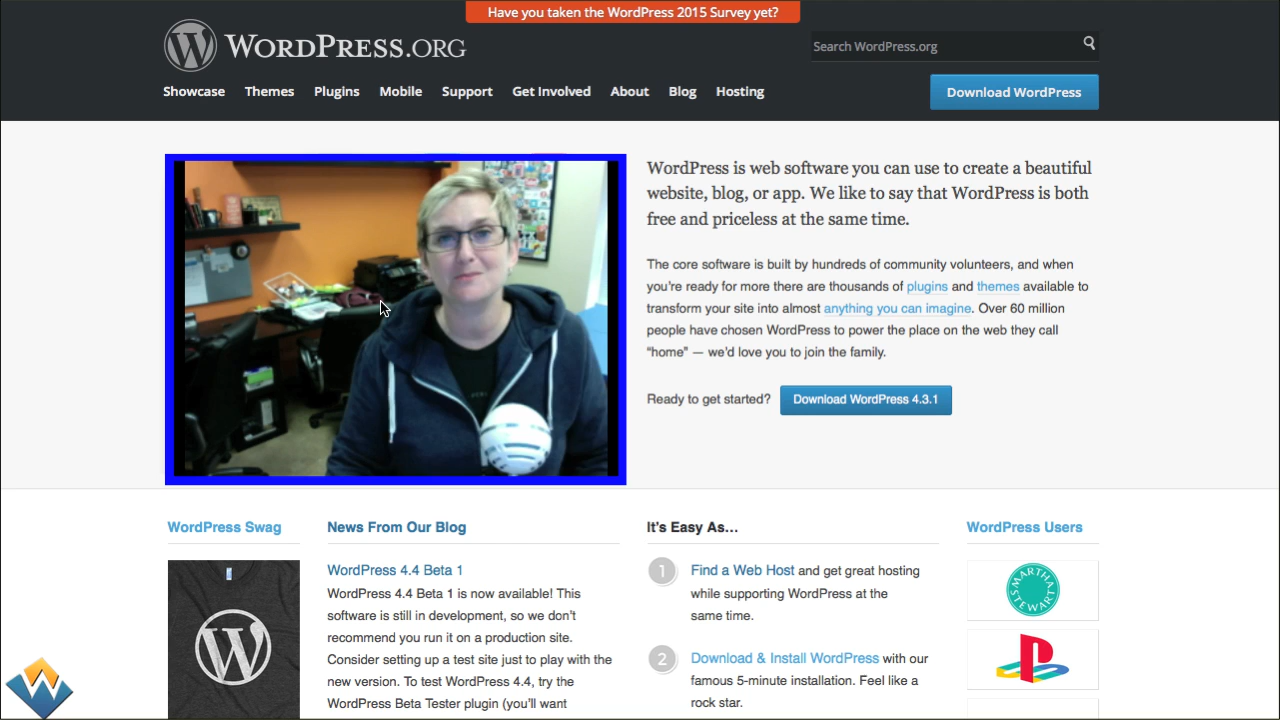 Have you taken the WordPress 2015 Survey yet?
WORDPRESS.ORG
Search WordPress.org
Showcase Themes Plugins Mobile Support Get Involved About Blog Hosting
Download WordPress
WordPress is web software you can use to create a beautiful
website, blog, or app. We like to say that WordPress is both
free and priceless at the same time.
The core software is built by hundreds of community volunteers, and when
you’re ready for more there are thousands of plugins and themes available to
transform your site into almost anything you can imagine. Over 60 million
people have chosen WordPress to power the place on the web they call
“home” — we’d love you to join the family.
Ready to get started? Download WordPress 4.3.1
WordPress Swag
News From Our Blog
WordPress 4.4 Beta 1
WordPress 4.4 Beta 1 is now available! This
software is still in development, so we don’t
recommend you run it on a production site.
Consider setting up a test site just to play with the
new version. To test WordPress 4.4, try the
WordPress Beta Tester plugin (you’ll want
It’s Easy As…
1 Find a Web Host and get great hosting
while supporting WordPress at the
same time.
2 Download & Install WordPress with our
famous 5-minute installation. Feel like a
rock star.
WordPress Users
MARTHA
STEWART